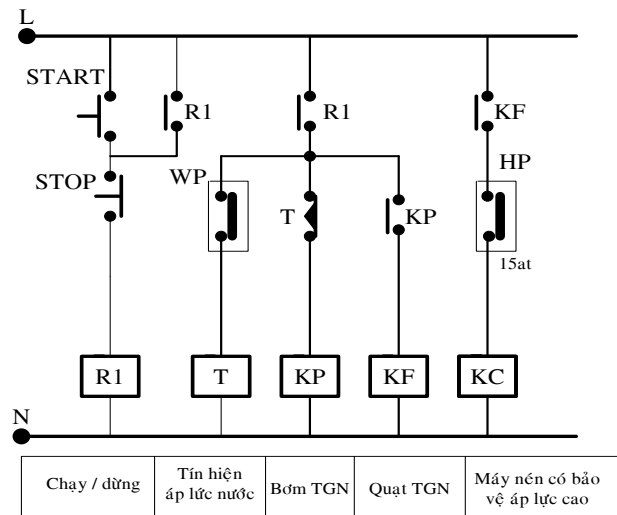 L
START
R1
R1
KF
STOP
WP
HP
T
KP
15at
R1
T
KP
KF
KC
N
Chạy / dừng
Tín hiện
áp lức nước
Bơm TGN
Quạt TGN
Máy nén có bảo
vệ áp lực cao